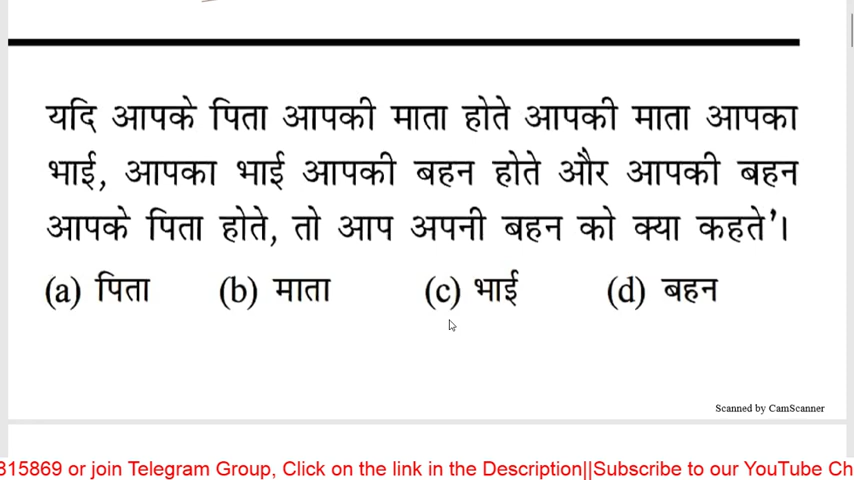 यदि आपके पिता आपकी माता होते आपकी माता आपका
भाई, आपका भाई आपकी बहन होते और आपकी बहन
आपके पिता होते, तो आप अपनी बहन को क्या कहते'।
(a) पिता (b) माता (c) भाई (d) बहन
Scanned by CamScanner
815869 or join Telegram Group, Click on the link in the Description||Subscribe to our YouTube Ch